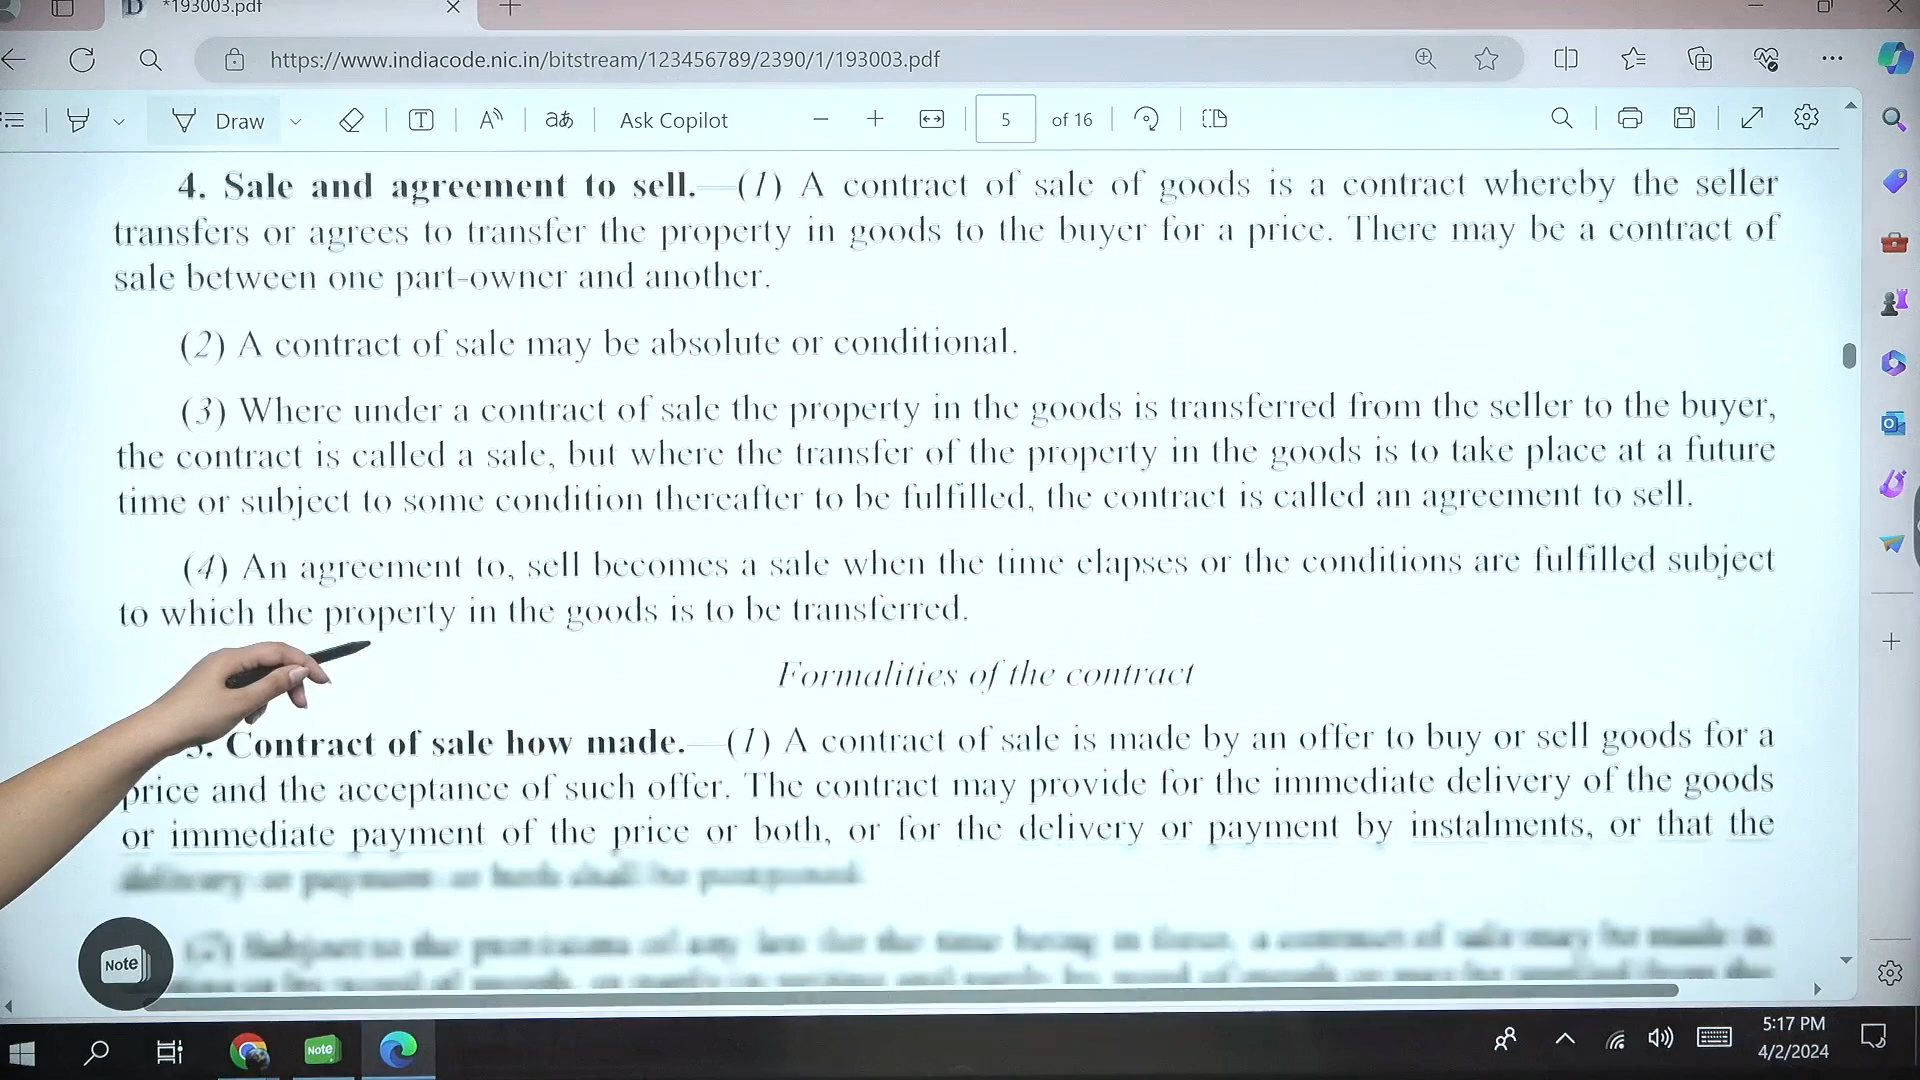 *193003.pdf
https://www.indiacode.nic.in/bitstream/123456789/2390/1/193003.pdf
Draw
T
A
aあ
Ask Copilot
5
of 16
4. Sale and agreement to sell.—(1) A contract of sale of goods is a contract whereby the seller
transfers or agrees to transfer the property in goods to the buyer for a price. There may be a contract of
sale between one part-owner and another.
(2) A contract of sale may be absolute or conditional.
(3) Where under a contract of sale the property in the goods is transferred from the seller to the buyer,
the contract is called a sale, but where the transfer of the property in the goods is to take place at a future
time or subject to some condition thereafter to be fulfilled, the contract is called an agreement to sell.
(4) An agreement to, sell becomes a sale when the time elapses or the conditions are fulfilled subject
to which the property in the goods is to be transferred.
Formalities of the contract
5. Contract of sale how made.—(1) A contract of sale is made by an offer to buy or sell goods for a
price and the acceptance of such offer. The contract may provide for the immediate delivery of the goods
or immediate payment of the price or both, or for the delivery or payment by instalments, or that the
Note
Note
5:17 PM
4/2/2024